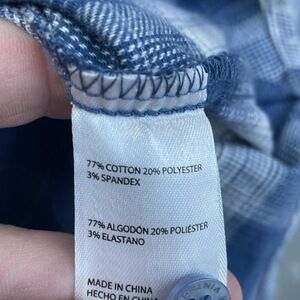 77% COTTON 20% POLYESTER
3% SPANDEX
77% ALGODÓN 20% POLIÉSTER
3% ELASTANO
MADE IN CHINA
HECHO EN CHINA